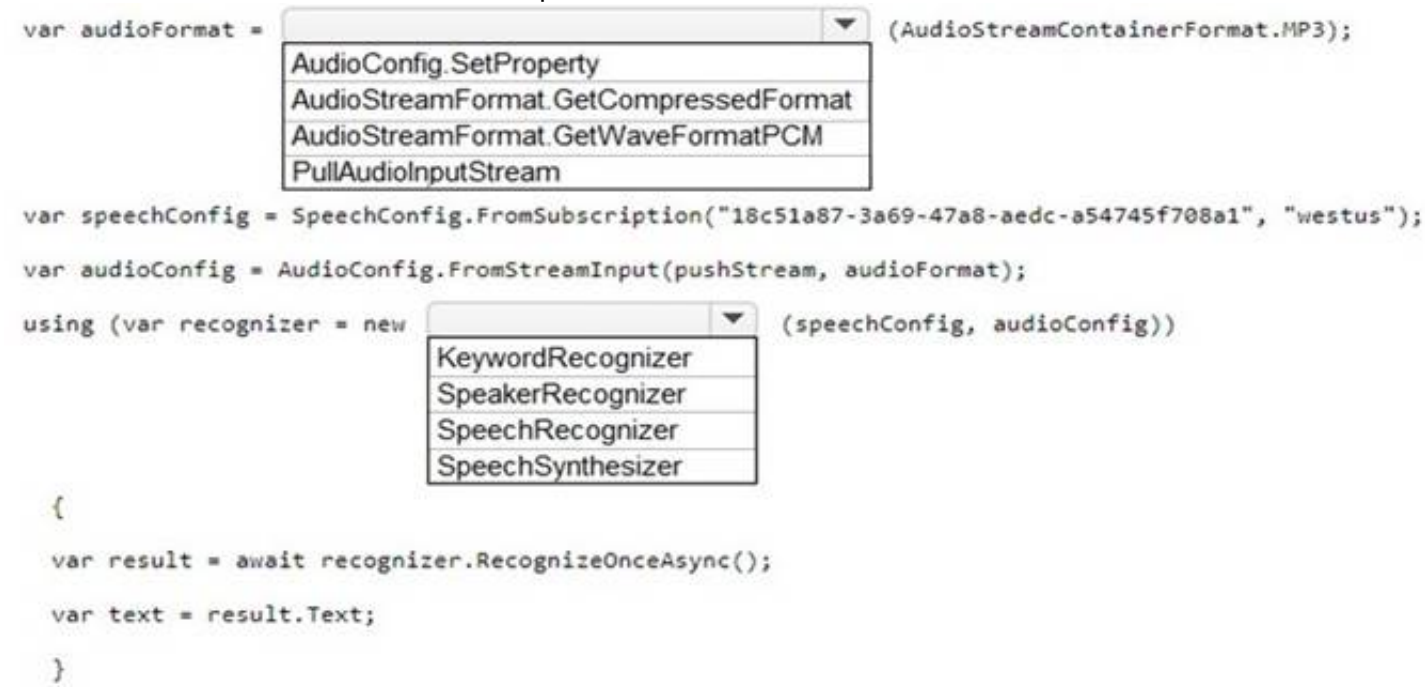 var audioFormat = (AudioStreamContainerFormat.MP3);
AudioConfig.SetProperty
AudioStreamFormat.GetCompressedFormat
AudioStreamFormat.GetWaveFormatPCM
PullAudioInputStream
var speechConfig = SpeechConfig.FromSubscription("18c51a87-3a69-47a8-aedc-a54745f708a1", "westus");
var audioConfig = AudioConfig.FromStreamInput(pushStream, audioFormat);
using (var recognizer = new (speechConfig, audioConfig))
KeywordRecognizer
SpeakerRecognizer
SpeechRecognizer
SpeechSynthesizer
{
var result = await recognizer.RecognizeOnceAsync();
var text = result.Text;
}